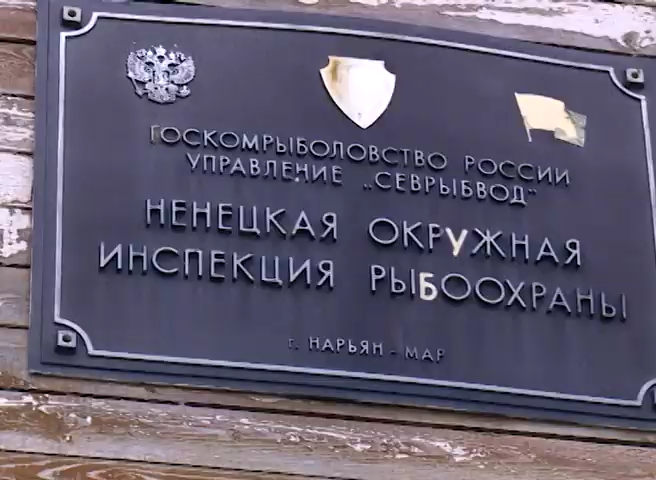 ГОСКОМРЫБОЛОВСТВО РОССИИ
УПРАВЛЕНИЕ „СЕВРЫБВОД"
НЕНЕЦКАЯ ОКРУЖНАЯ
ИНСПЕКЦИЯ РЫБООХРАНЫ
г. НАРЬЯН - МАР